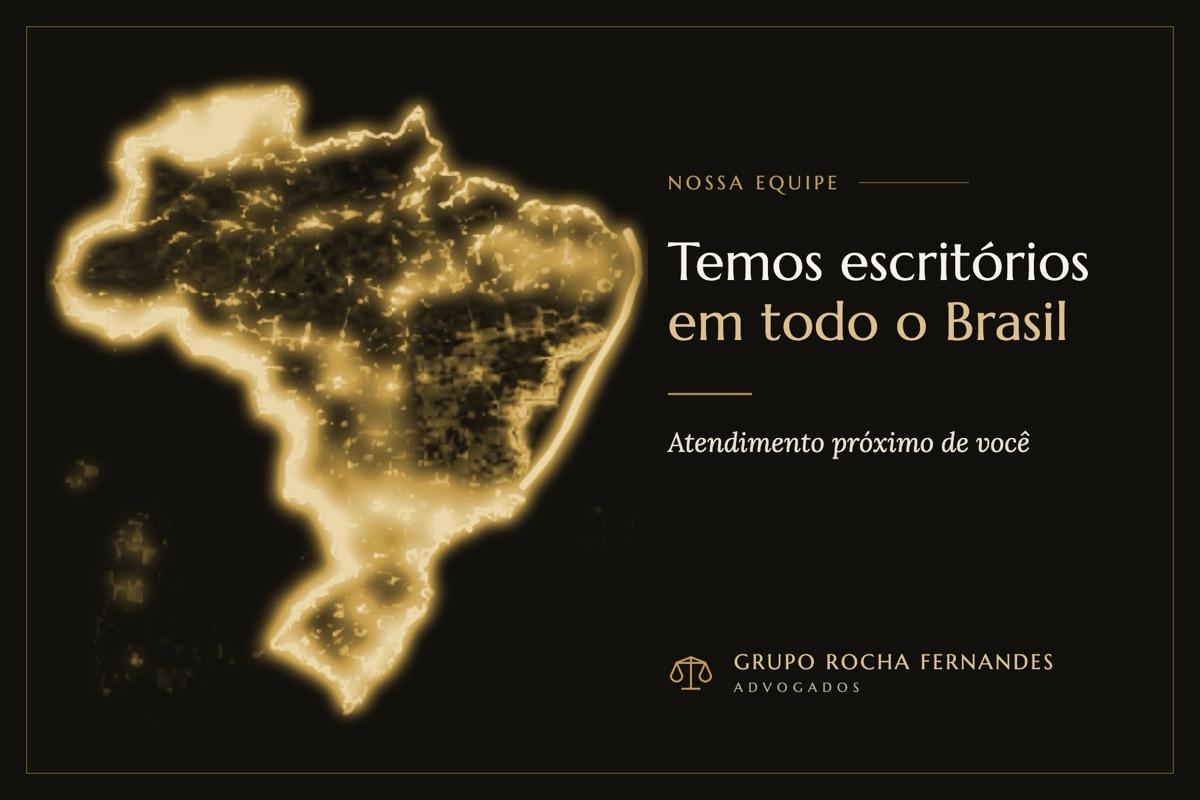 NOSSA EQUIPE
Temos escritórios
em todo o Brasil
Atendimento próximo de você
GRUPO ROCHA FERNANDES
ADVOGADOS